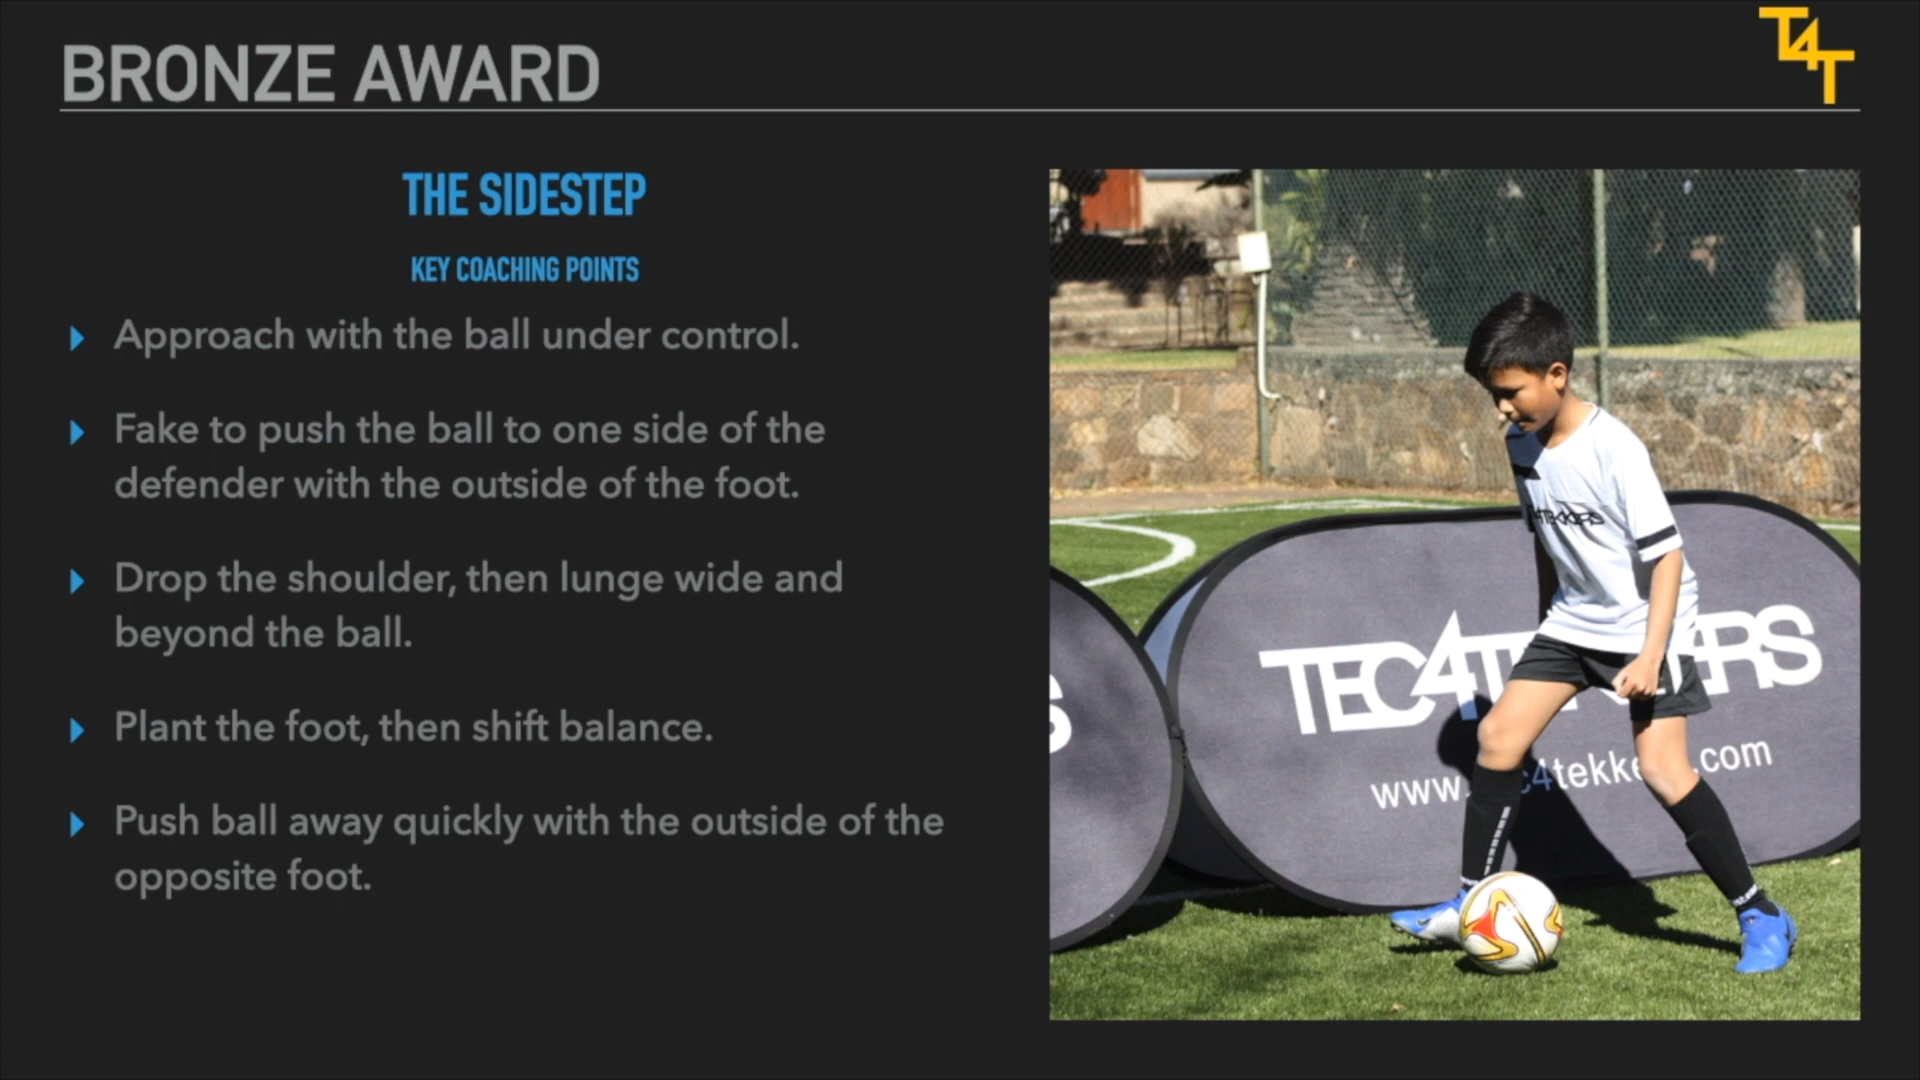 BRONZE AWARD
T4T
THE SIDESTEP
KEY COACHING POINTS
Approach with the ball under control.
Fake to push the ball to one side of the
defender with the outside of the foot.
Drop the shoulder, then lunge wide and
beyond the ball.
Plant the foot, then shift balance.
Push ball away quickly with the outside of the
opposite foot.
S